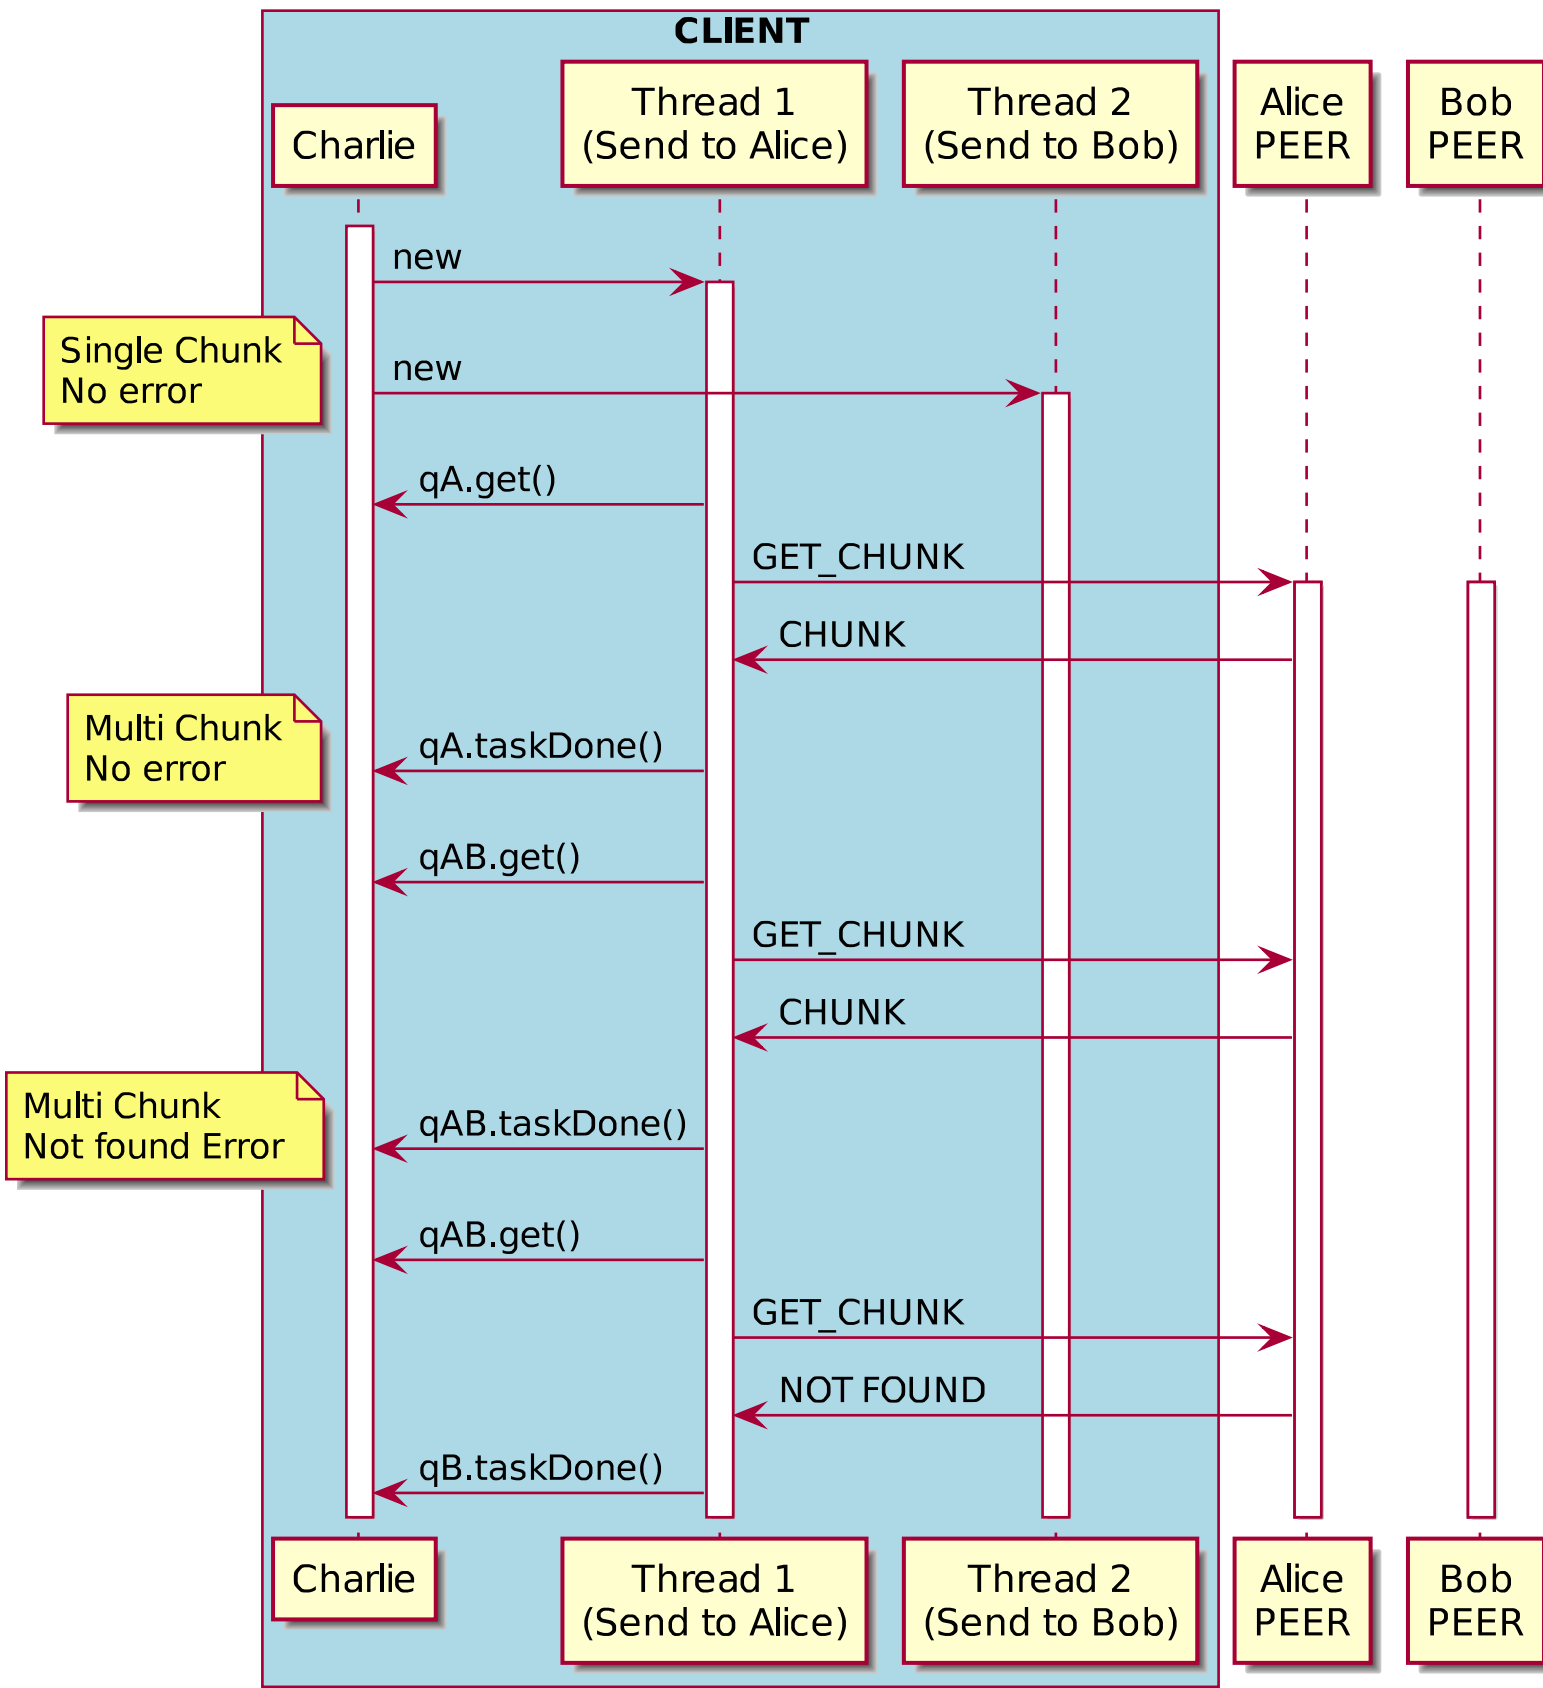 CLIENT
Charlie
Thread 1
(Send to Alice)
Thread 2
(Send to Bob)
Alice
PEER
Bob
PEER
new
Single Chunk
No error
new
qA.get()
GET_CHUNK
CHUNK
Multi Chunk
No error
qA.taskDone()
qAB.get()
GET_CHUNK
CHUNK
Multi Chunk
Not found Error
qAB.taskDone()
qAB.get()
GET_CHUNK
NOT FOUND
qB.taskDone()
Charlie
Thread 1
(Send to Alice)
Thread 2
(Send to Bob)
Alice
PEER
Bob
PEER